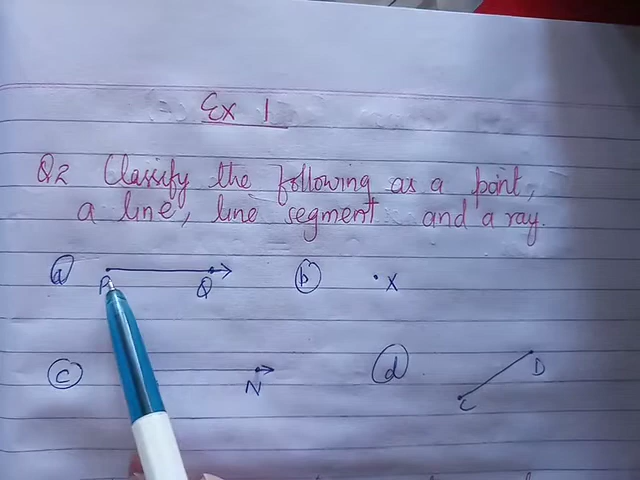 Ex 1
Q2 Classify the following as a point,
a line, line segment and a ray.
a P Q b X
c N d C D